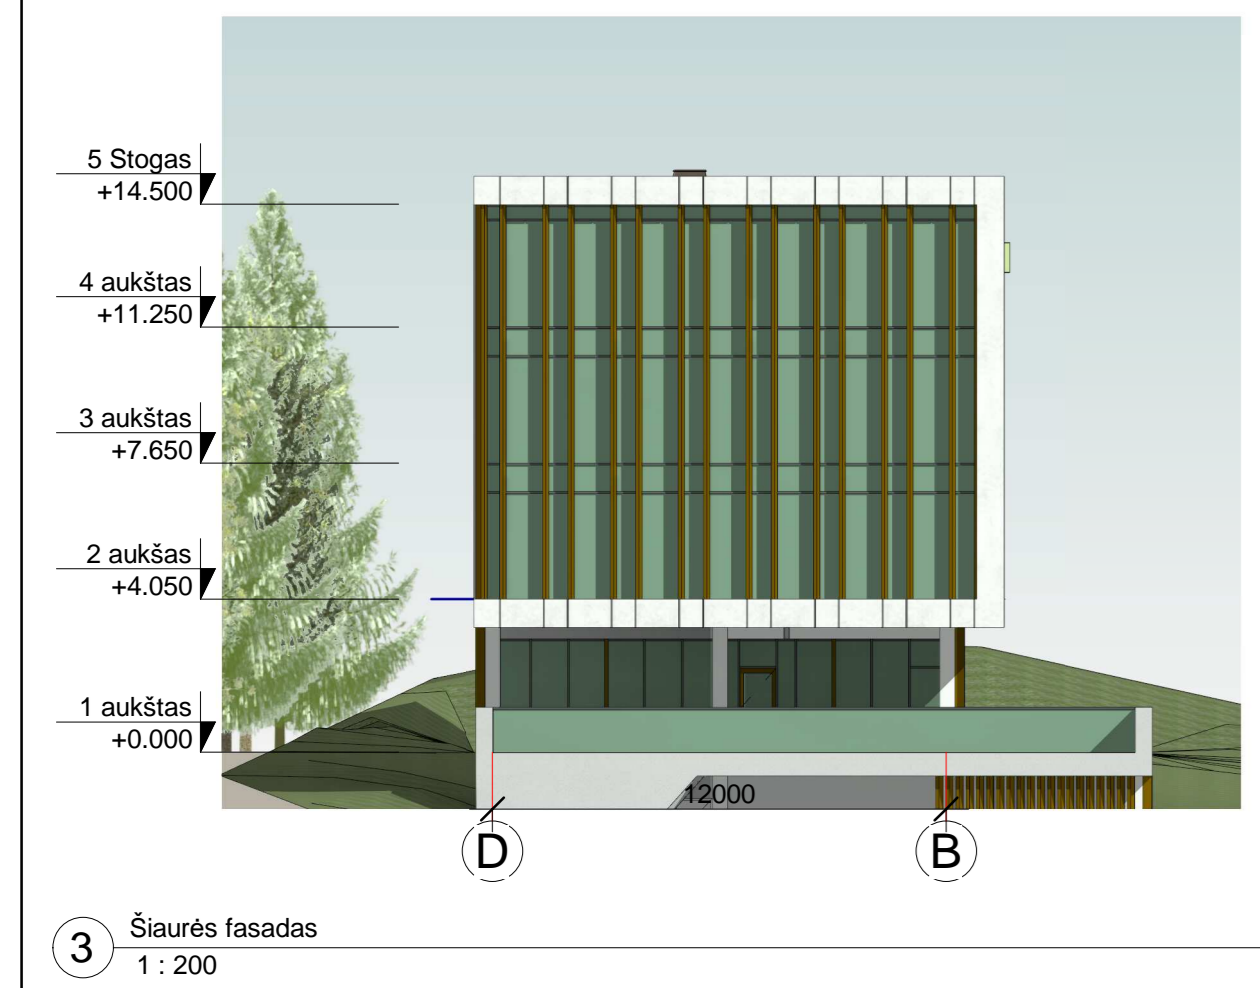 5 Stogas
+14.500
4 aukštas
+11.250
3 aukštas
+7.650
2 aukšas
+4.050
1 aukštas
+0.000
12000
D
B
3
Šiaurės fasadas
1 : 200